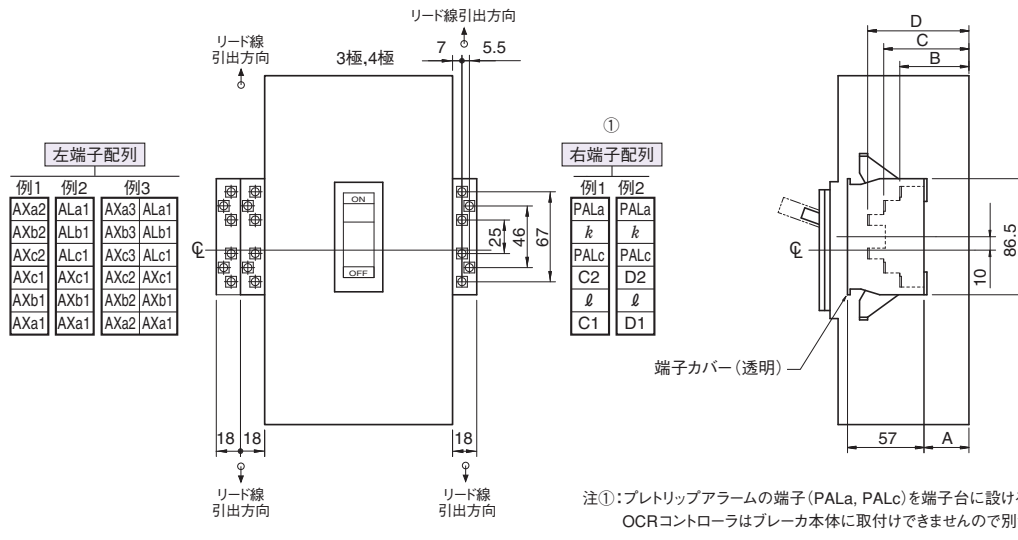 リード線引出方向
リード線
引出方向
3極,4極
7
5.5
D
C
B
①
左端子配列
右端子配列
例1 例2 例3
例1 例2
AXa2 ALa1 AXa3 ALa1
AXb2 ALb1 AXb3 ALb1
AXc2 ALc1 AXc3 ALc1
AXc1 AXc1 AXc2 AXc1
AXb1 AXb1 AXb2 AXb1
AXa1 AXa1 AXa2 AXa1
PALa PALa
k k
PALc PALc
C2 D2
ℓ ℓ
C1 D1
ON
OFF
℄
25
46
67
℄
10
86.5
端子カバー（透明）
18 18
18
57
A
リード線
引出方向
リード線
引出方向
注①：プレトリップアラームの端子（PALa, PALc）を端子台に設ける
OCRコントローラはブレーカ本体に取付けできませんので別